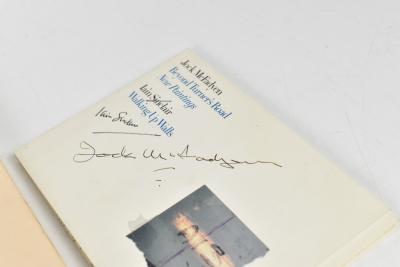 Jock McFadyen
Beyond Turner's Road
New Paintings
Iain Sinclair
Walking Up Walls
Iain Sinclair
Jock McFadyen